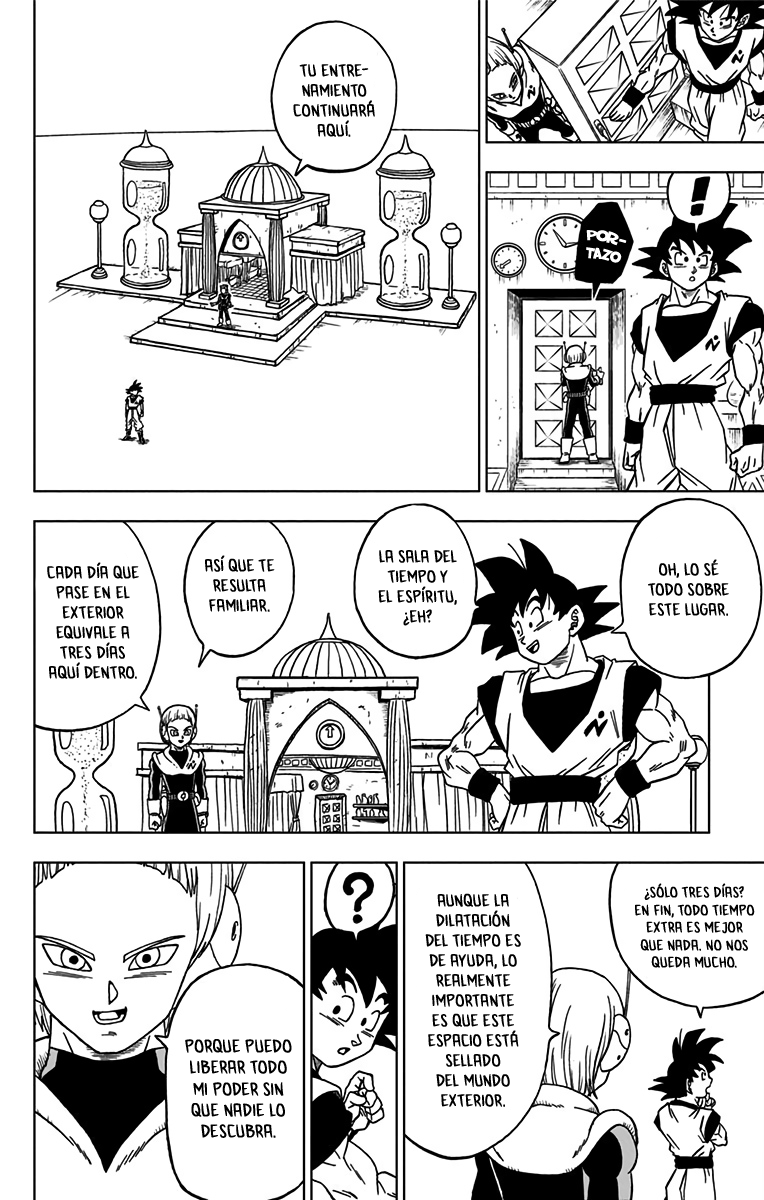 TU ENTRE-
NAMIENTO
CONTINUARÁ
AQUÍ.
!
POR-
TAZO
OH, LO SÉ
TODO SOBRE
ESTE LUGAR.
LA SALA DEL
TIEMPO Y
EL ESPÍRITU,
¿EH?
ASÍ QUE TE
RESULTA
FAMILIAR.
CADA DÍA QUE
PASE EN EL
EXTERIOR
EQUIVALE A
TRES DÍAS
AQUÍ DENTRO.
¿SÓLO TRES DÍAS?
EN FIN, TODO TIEMPO
EXTRA ES MEJOR
QUE NADA. NO NOS
QUEDA MUCHO.
AUNQUE LA
DILATACIÓN
DEL TIEMPO ES
DE AYUDA, LO
REALMENTE
IMPORTANTE
ES QUE ESTE
ESPACIO ESTÁ
SELLADO
DEL MUNDO
EXTERIOR.
?
PORQUE PUEDO
LIBERAR TODO
MI PODER SIN
QUE NADIE LO
DESCUBRA.